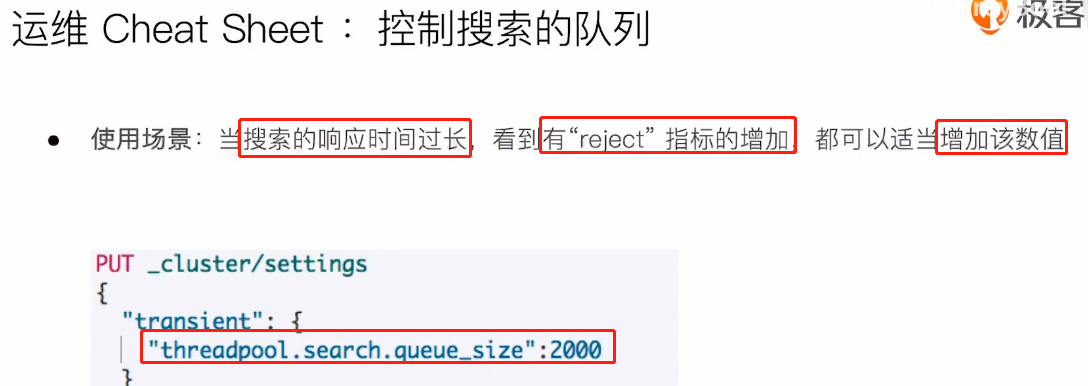 运维 Cheat Sheet ：控制搜索的队列
极客
● 使用场景：当搜索的响应时间过长，看到有“reject” 指标的增加，都可以适当增加该数值
PUT _cluster/settings
{
"transient": {
"threadpool.search.queue_size":2000
}